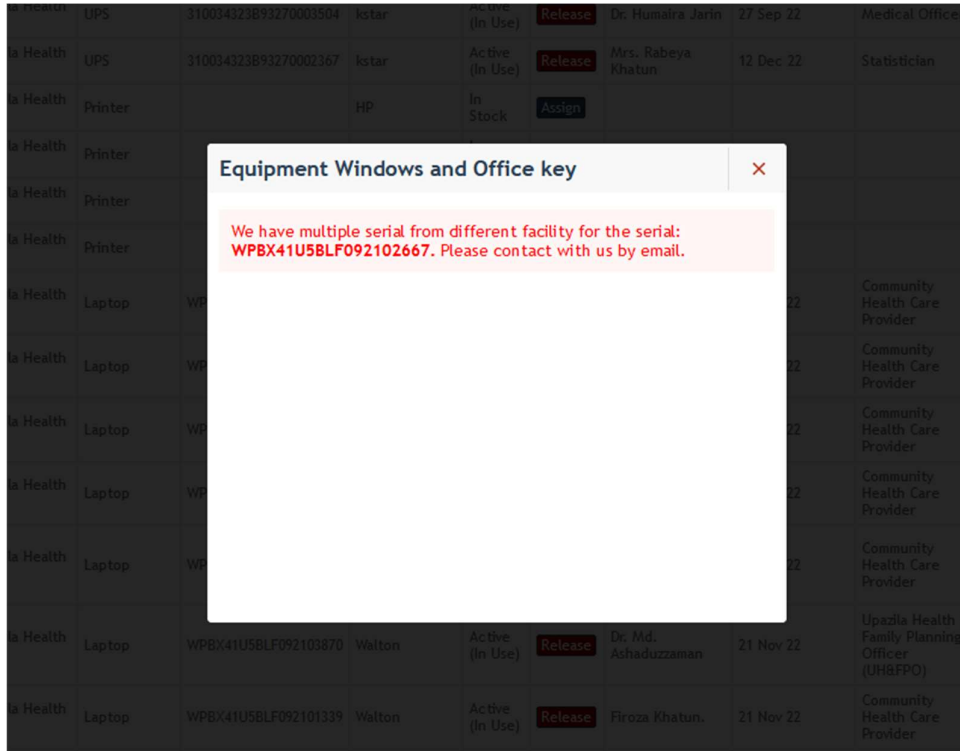 la Health UPS 310034323B93270003504 kstar Active (In Use) Release Dr. Humaira Jarin 27 Sep 22 Medical Office
la Health UPS 310034323B93270002367 kstar Active (In Use) Release Mrs. Rabeya Khatun 12 Dec 22 Statistician
la Health Printer HP In Stock Assign
la Health Printer
la Health Printer
la Health Printer
Equipment Windows and Office key ×
We have multiple serial from different facility for the serial:
WPBX41U5BLF092102667. Please contact with us by email.
la Health Laptop WP 22 Community Health Care Provider
la Health Laptop WP 22 Community Health Care Provider
la Health Laptop WP 22 Community Health Care Provider
la Health Laptop WP 22 Community Health Care Provider
la Health Laptop WP 22 Community Health Care Provider
la Health Laptop WPBX41U5BLF092103870 Walton Active (In Use) Release Dr. Md. Ashaduzzaman 21 Nov 22 Upazila Health Family Planning Officer (UH&FPO)
la Health Laptop WPBX41U5BLF092101339 Walton Active (In Use) Release Firoza Khatun. 21 Nov 22 Community Health Care Provider